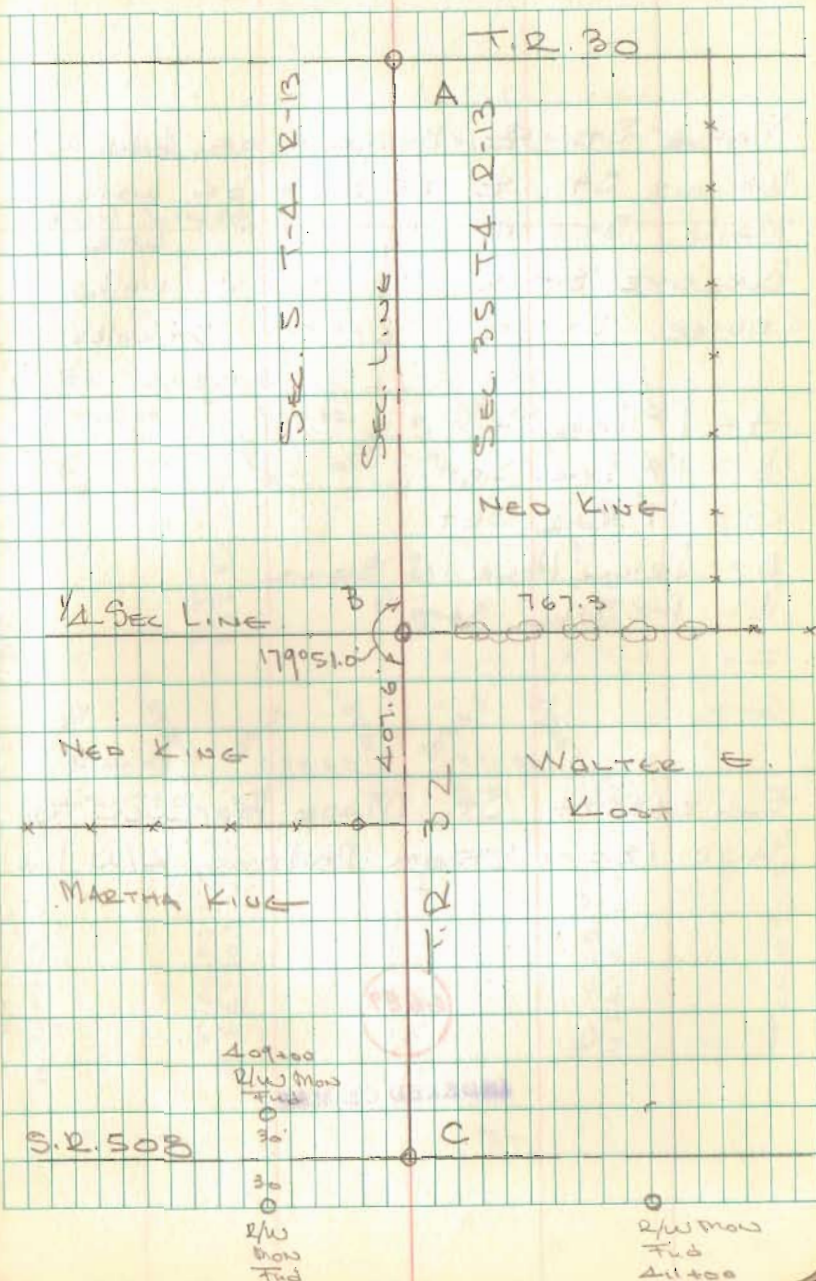 T.R. 30
A
SEC. 5 T-4 R-13
SEC. LINE
SEC. 35 T-4 R-13
NED KING
1/4 SEC LINE
B
767.3
179°51.0'
407.6
NED KING
WALTER E.
KOST
T.R. 32
MARTHA KING
409+00
R/W MON
Fnd
30'
S.R. 508
C
30
R/W
MON
Fnd
R/W MON
Fnd
411+00